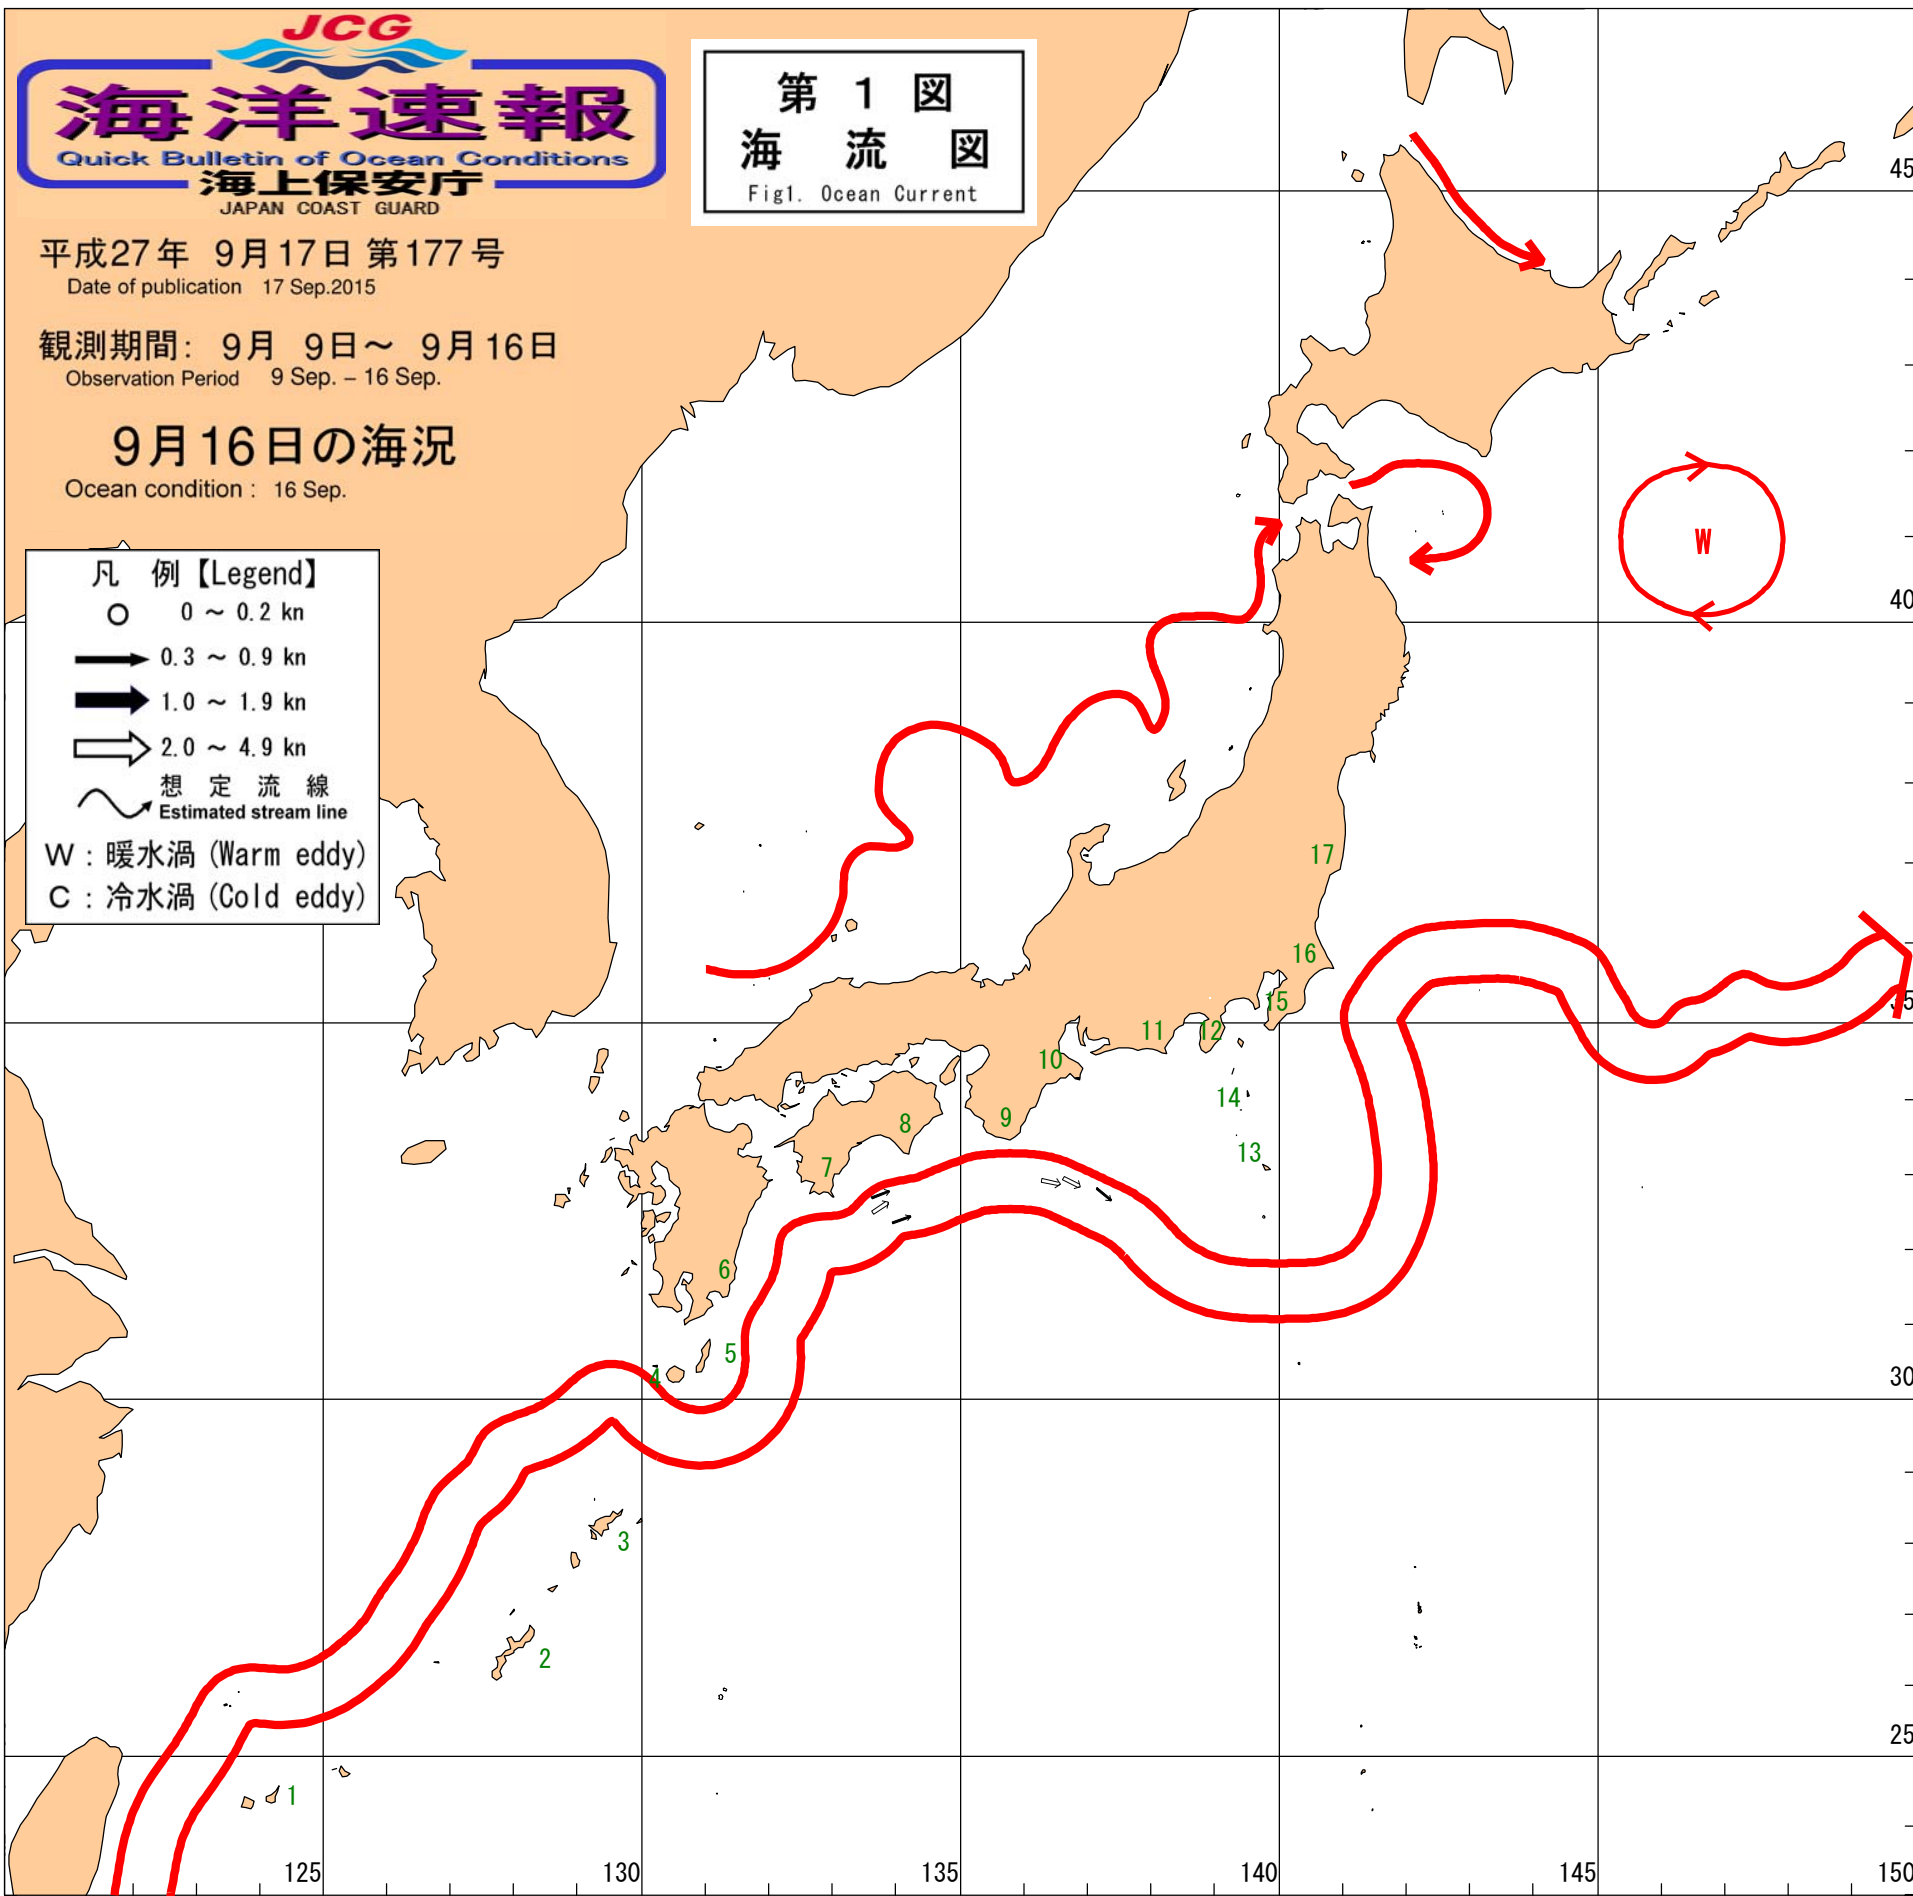 JCG
海洋速報
Quick Bulletin of Ocean Conditions
海上保安庁
JAPAN COAST GUARD
第 1 図
海 流 図
Fig1. Ocean Current
平成27年 9月17日 第177号
Date of publication 17 Sep.2015
観測期間: 9月 9日～ 9月16日
Observation Period 9 Sep. – 16 Sep.
9月16日の海況
Ocean condition : 16 Sep.
凡 例【Legend】
0 ～ 0.2 kn
0.3 ～ 0.9 kn
1.0 ～ 1.9 kn
2.0 ～ 4.9 kn
想 定 流 線
Estimated stream line
W : 暖水渦 (Warm eddy)
C : 冷水渦 (Cold eddy)
45
W
40
17
16
35
15
12
11
10
14
9
8
13
7
6
5
4
30
3
2
25
1
125
130
135
140
145
150